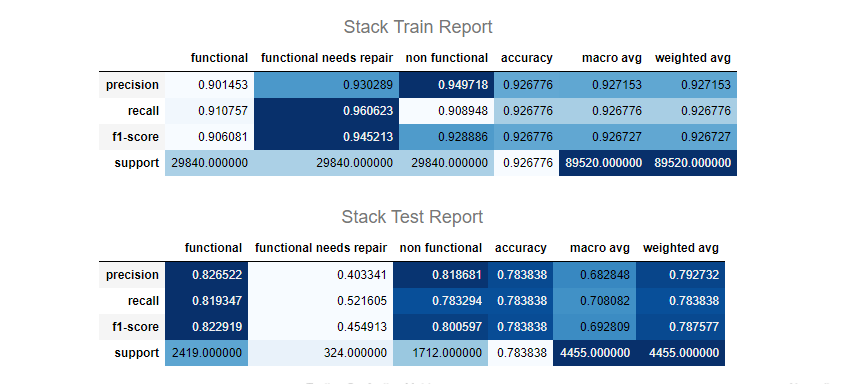 Stack Train Report
functional functional needs repair non functional accuracy macro avg weighted avg
precision 0.901453 0.930289 0.949718 0.926776 0.927153 0.927153
recall 0.910757 0.960623 0.908948 0.926776 0.926776 0.926776
f1-score 0.906081 0.945213 0.928886 0.926776 0.926727 0.926727
support 29840.000000 29840.000000 29840.000000 0.926776 89520.000000 89520.000000
Stack Test Report
functional functional needs repair non functional accuracy macro avg weighted avg
precision 0.826522 0.403341 0.818681 0.783838 0.682848 0.792732
recall 0.819347 0.521605 0.783294 0.783838 0.708082 0.783838
f1-score 0.822919 0.454913 0.800597 0.783838 0.692809 0.787577
support 2419.000000 324.000000 1712.000000 0.783838 4455.000000 4455.000000